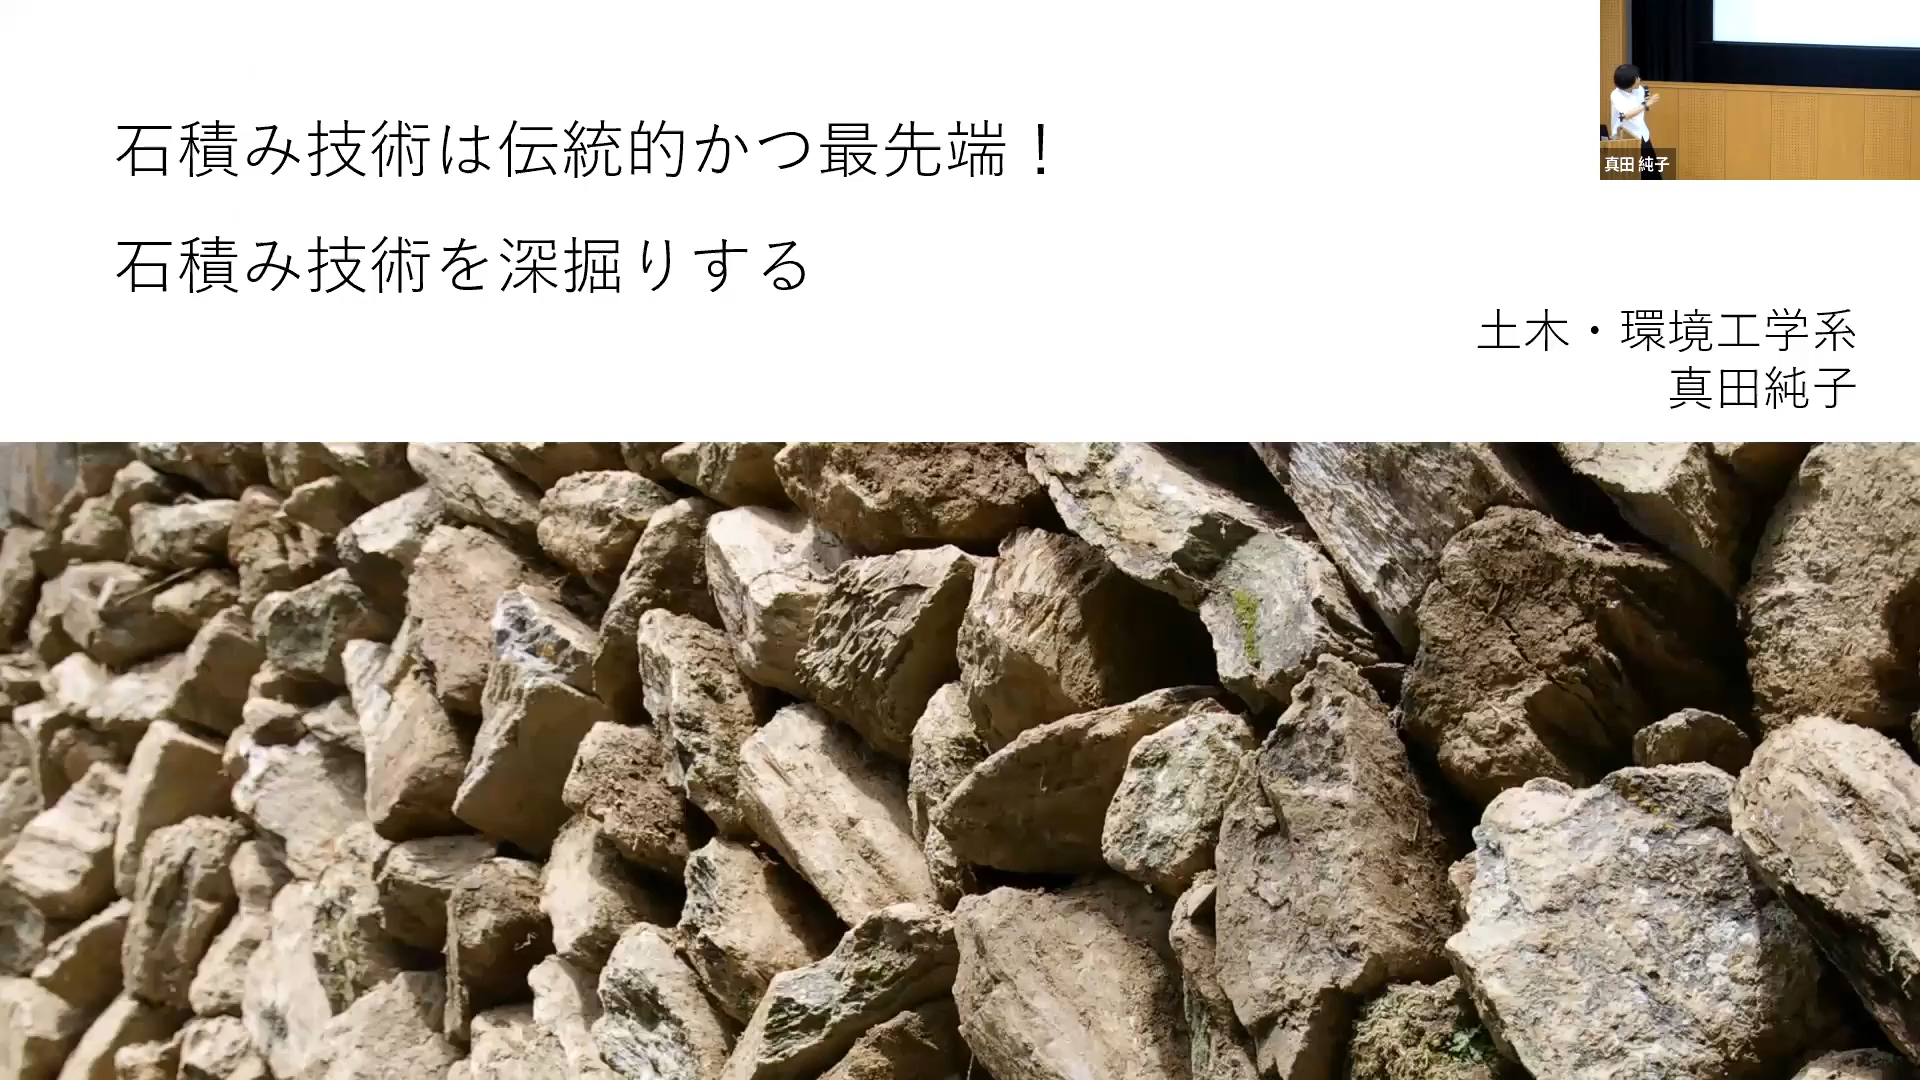 石積み技術は伝統的かつ最先端！
石積み技術を深掘りする
土木・環境工学系
真田純子
真田 純子